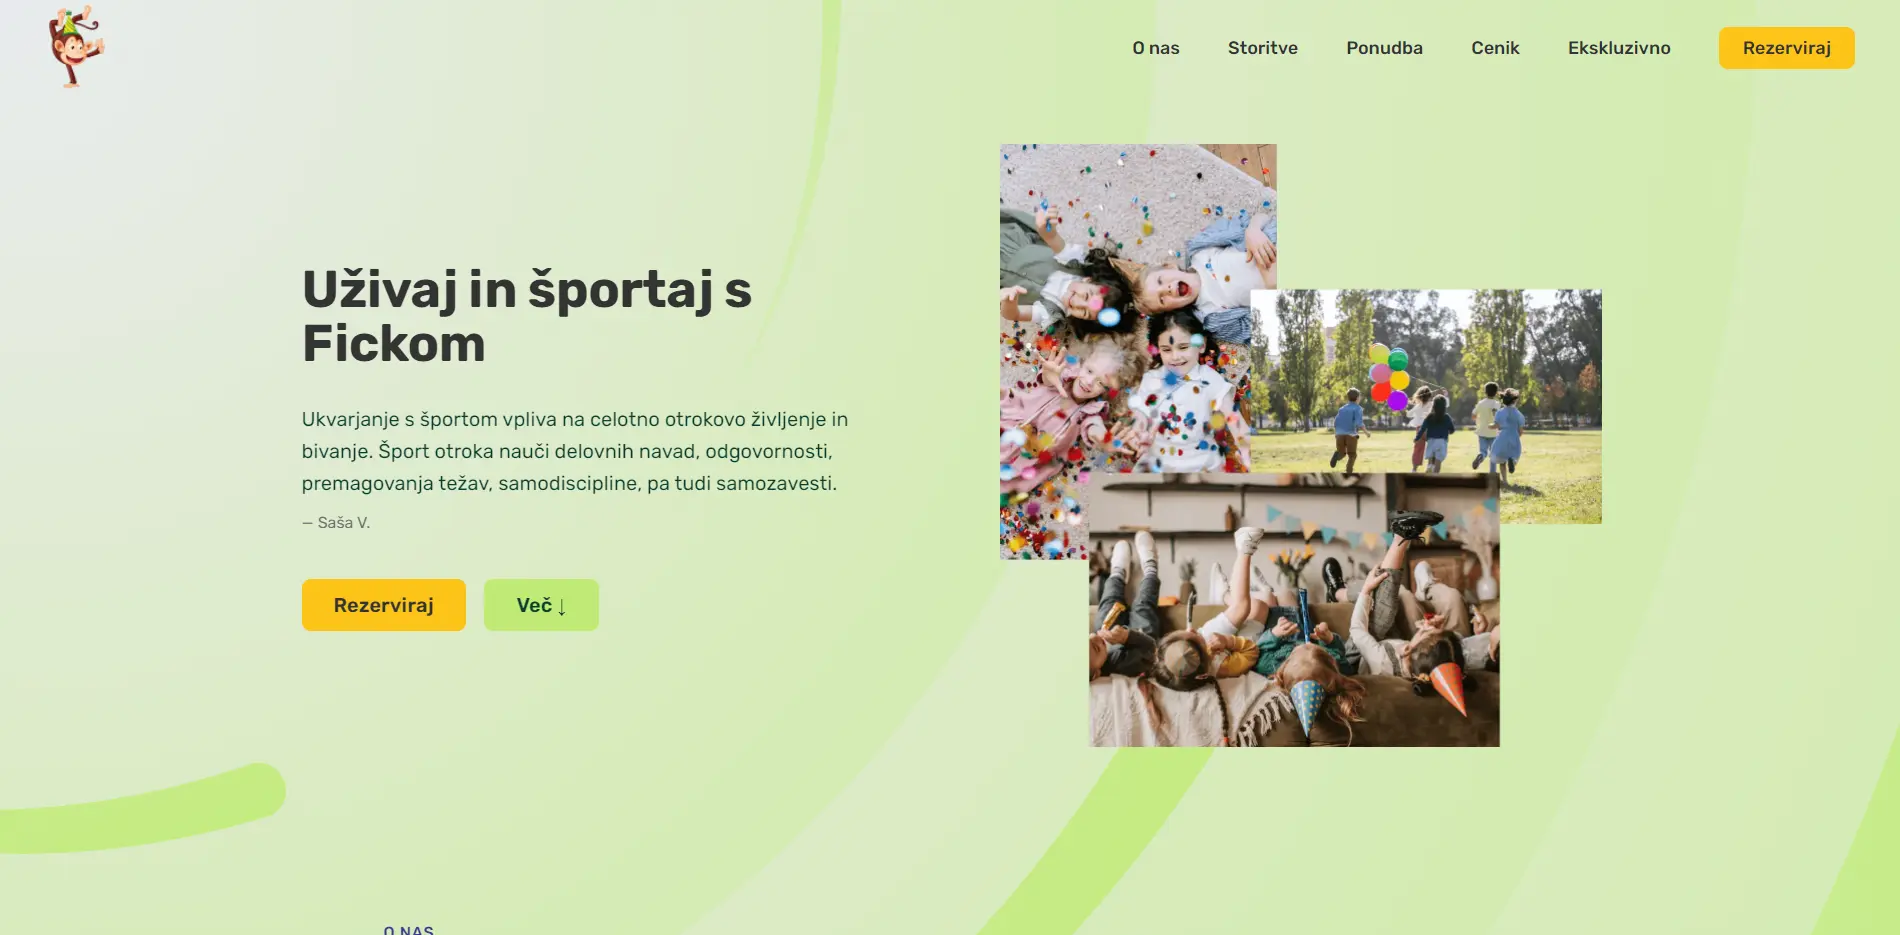 O nas
Storitve
Ponudba
Cenik
Ekskluzivno
Rezerviraj
Uživaj in športaj s
Fickom
Ukvarjanje s športom vpliva na celotno otrokovo življenje in
bivanje. Šport otroka nauči delovnih navad, odgovornosti,
premagovanja težav, samodiscipline, pa tudi samozavesti.
— Saša V.
Rezerviraj
Več ↓
O NAS